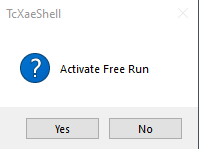 TcXaeShell
Activate Free Run
Yes
No